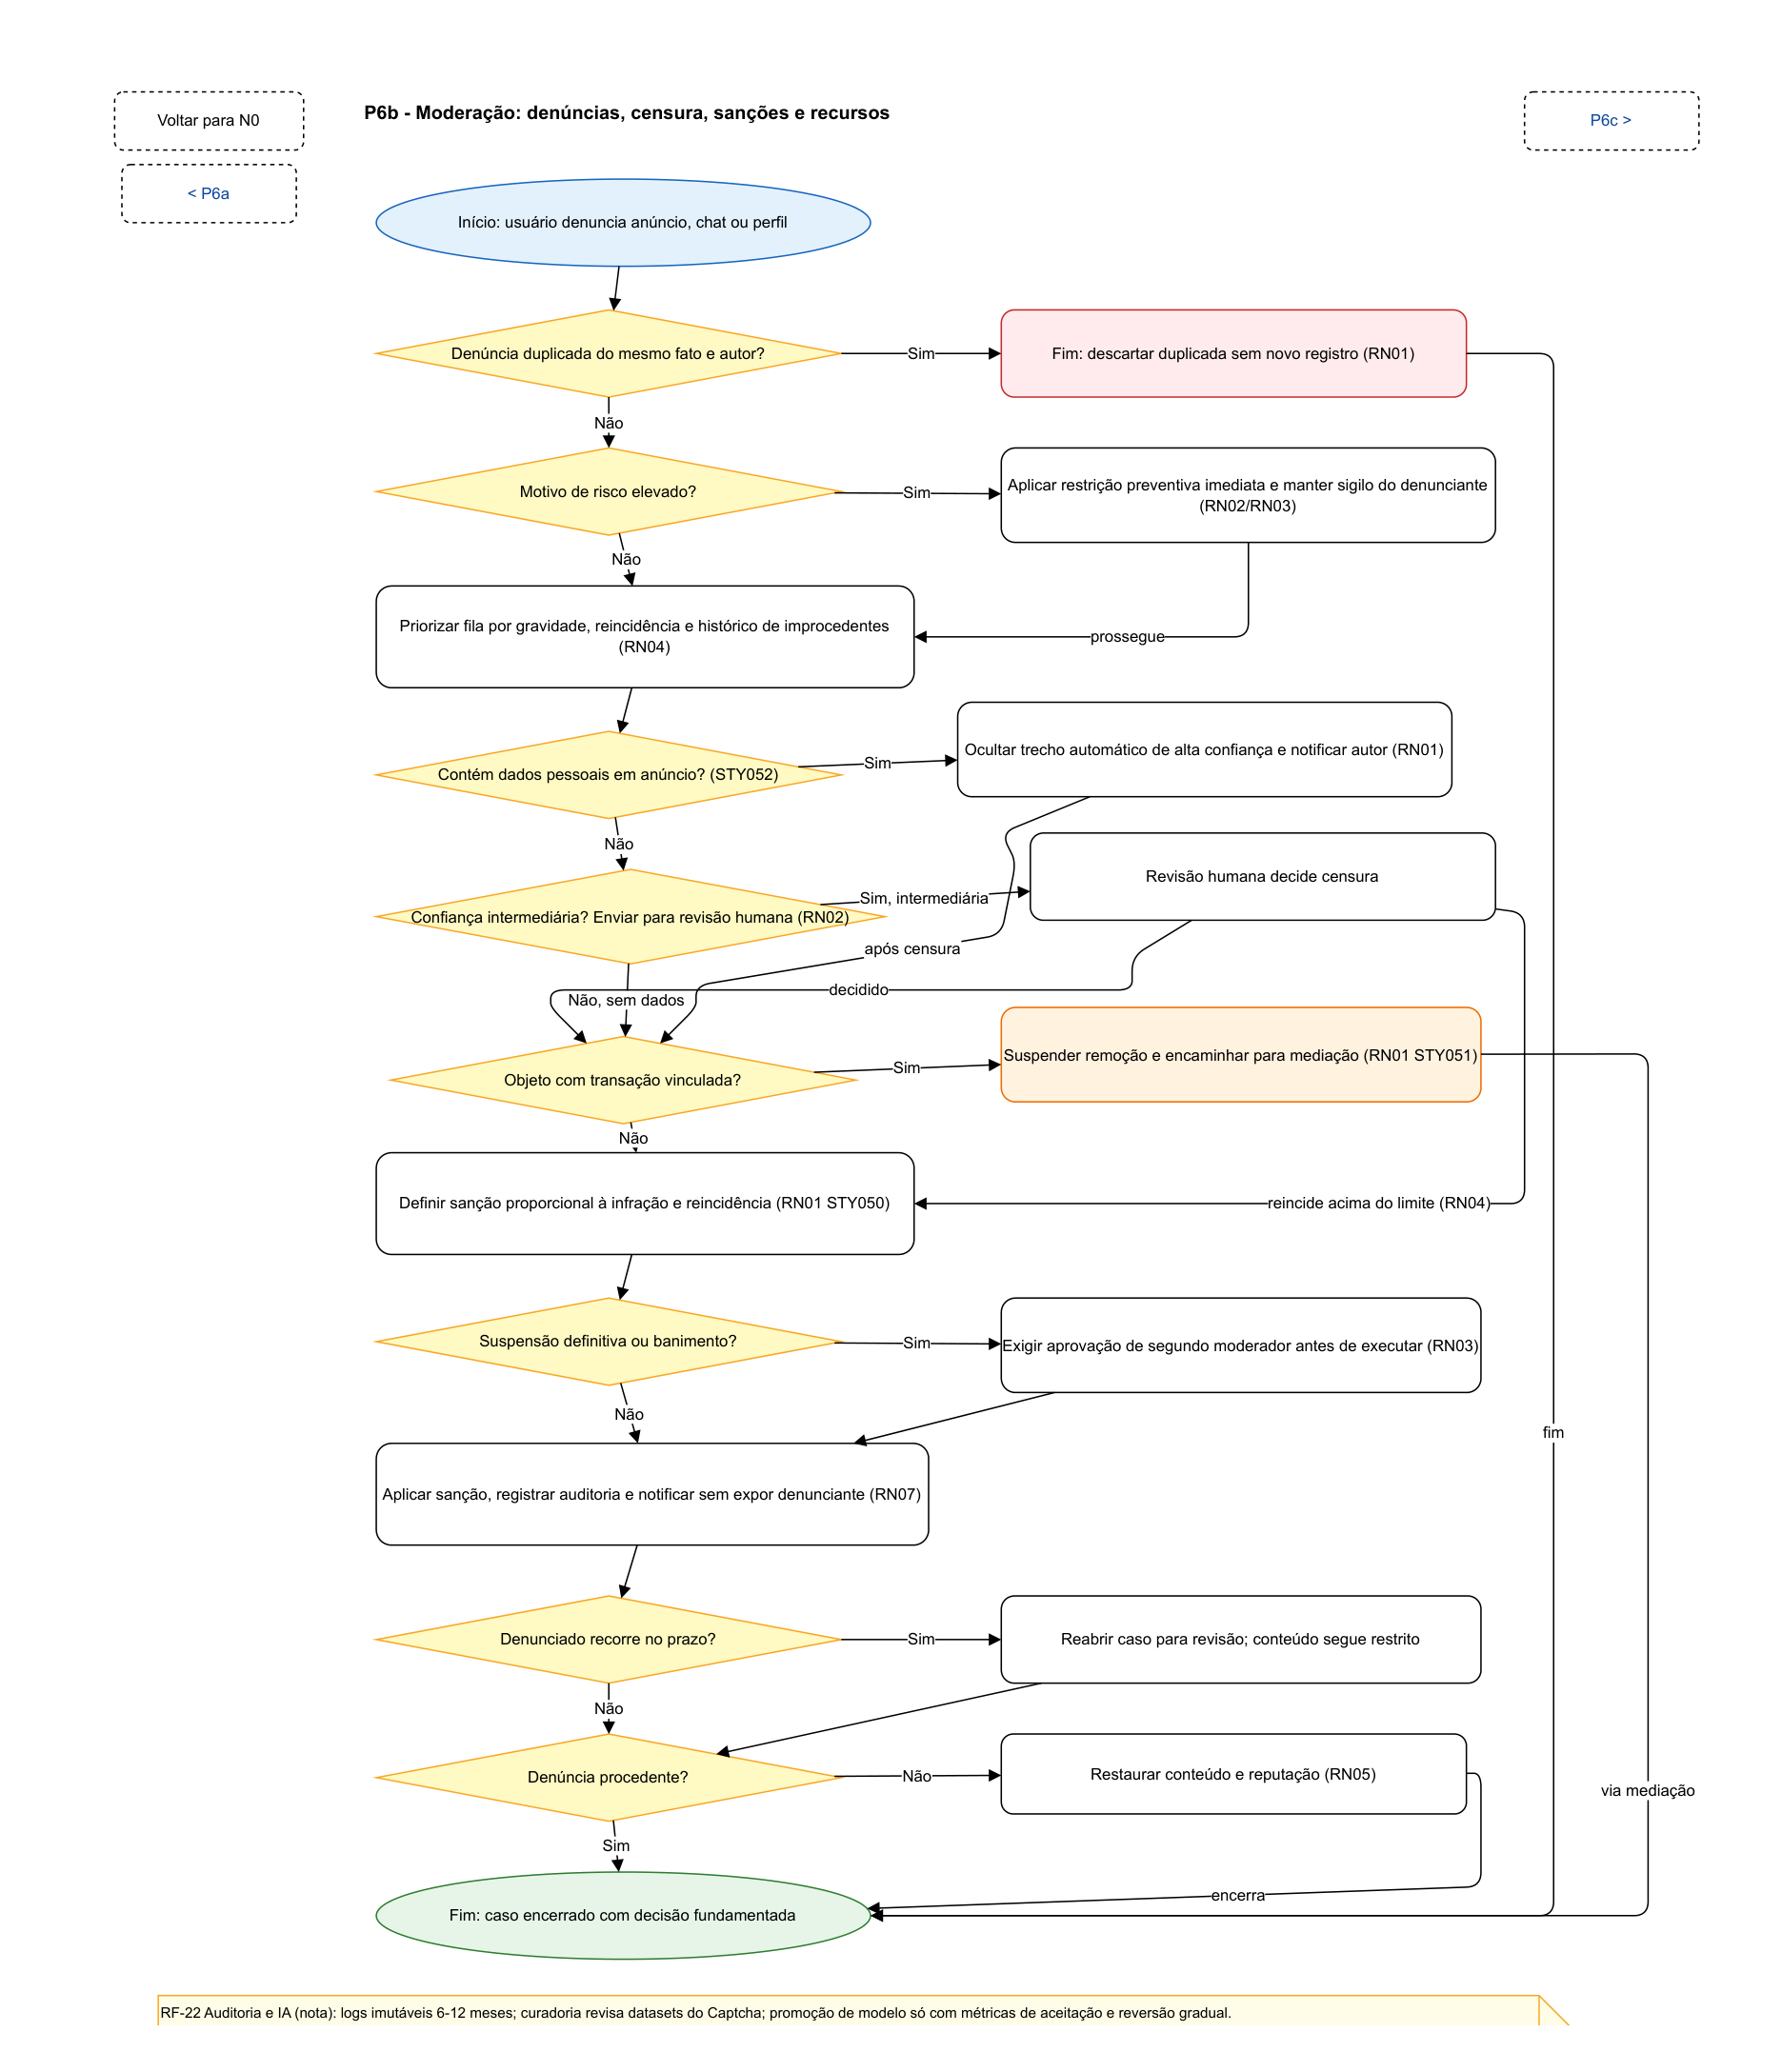 Voltar para N0
P6b - Moderação: denúncias, censura, sanções e recursos
P6c >
< P6a
Início: usuário denuncia anúncio, chat ou perfil
Denúncia duplicada do mesmo fato e autor?
Sim
Fim: descartar duplicada sem novo registro (RN01)
Não
Motivo de risco elevado?
Sim
Aplicar restrição preventiva imediata e manter sigilo do denunciante
(RN02/RN03)
Não
Priorizar fila por gravidade, reincidência e histórico de improcedentes
(RN04)
prossegue
Contém dados pessoais em anúncio? (STY052)
Sim
Ocultar trecho automático de alta confiança e notificar autor (RN01)
Não
Confiança intermediária? Enviar para revisão humana (RN02)
Sim, intermediária
Revisão humana decide censura
após censura
decidido
Não, sem dados
Objeto com transação vinculada?
Sim
Suspender remoção e encaminhar para mediação (RN01 STY051)
Não
Definir sanção proporcional à infração e reincidência (RN01 STY050)
reincide acima do limite (RN04)
Suspensão definitiva ou banimento?
Sim
Exigir aprovação de segundo moderador antes de executar (RN03)
Não
fim
Aplicar sanção, registrar auditoria e notificar sem expor denunciante (RN07)
Denunciado recorre no prazo?
Sim
Reabrir caso para revisão; conteúdo segue restrito
Não
Denúncia procedente?
Não
Restaurar conteúdo e reputação (RN05)
via mediação
Sim
encerra
Fim: caso encerrado com decisão fundamentada
RF-22 Auditoria e IA (nota): logs imutáveis 6-12 meses; curadoria revisa datasets do Captcha; promoção de modelo só com métricas de aceitação e reversão gradual.